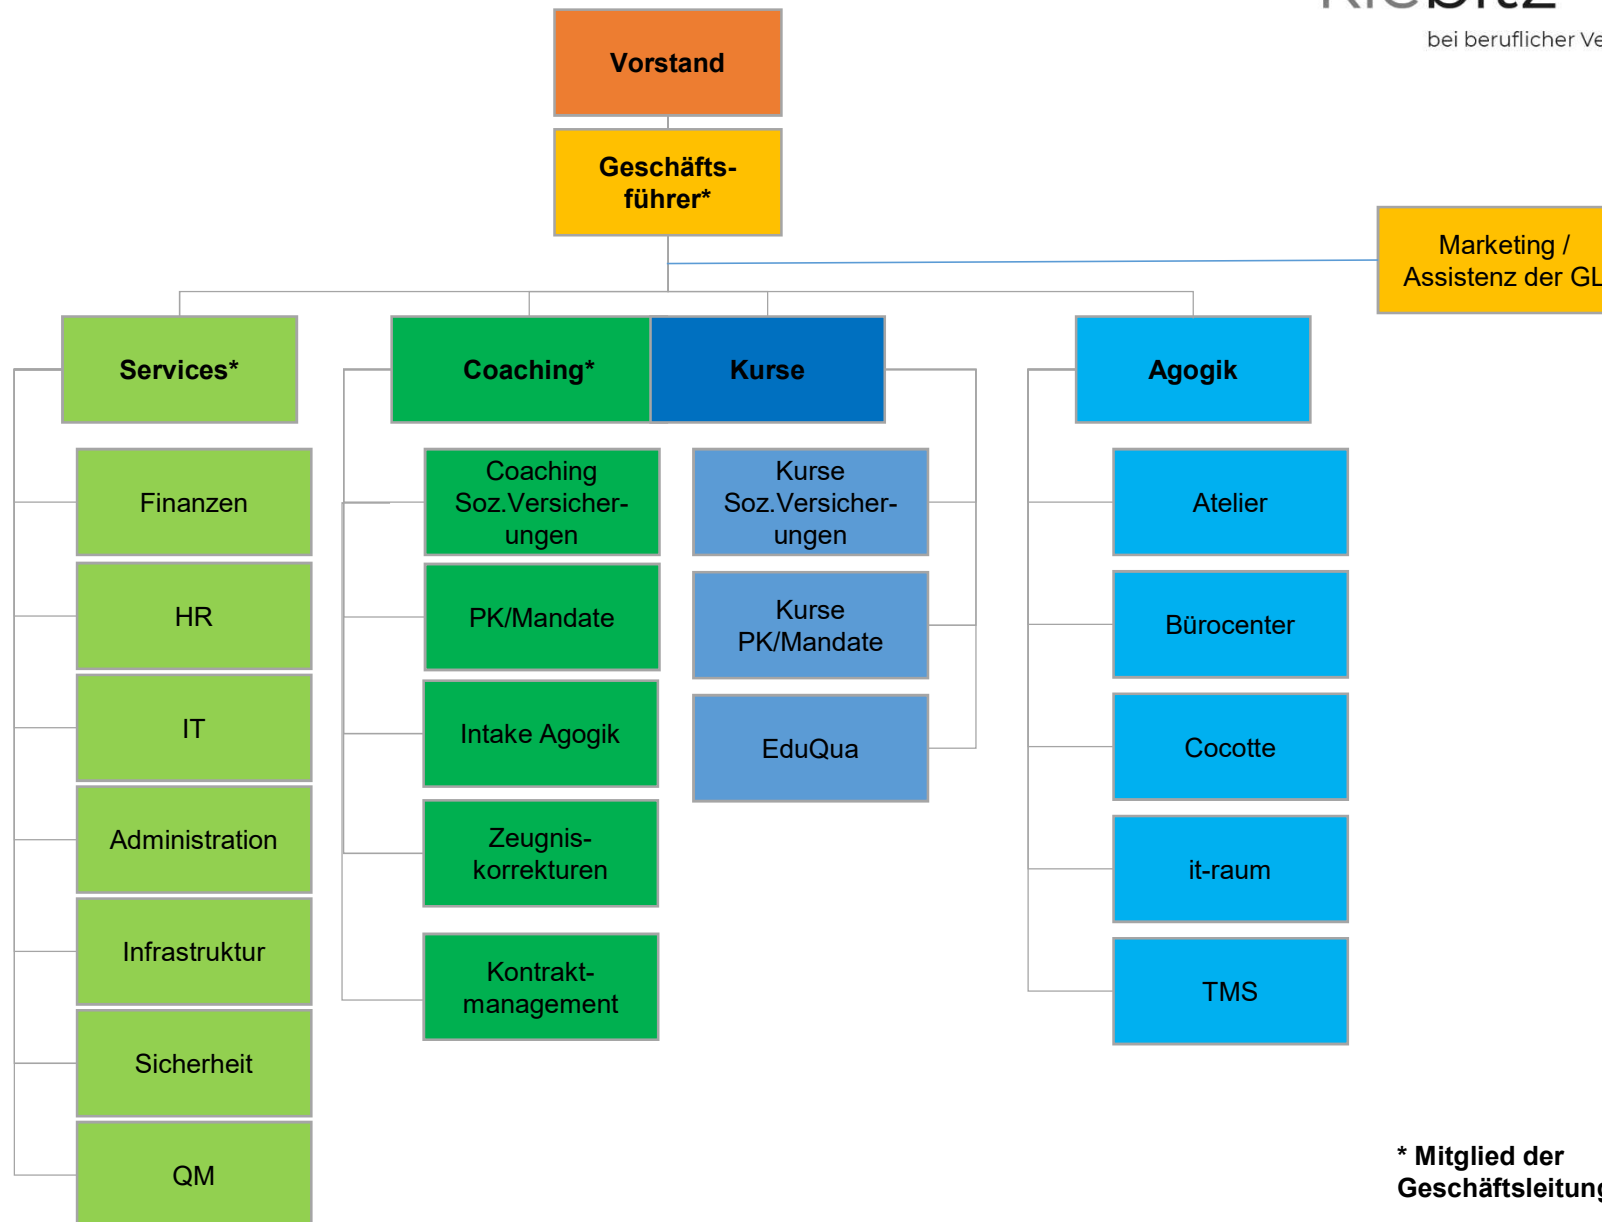 bei beruflicher Ve
Vorstand
Geschäfts-
führer*
Marketing /
Assistenz der GL
Services*
Coaching*
Kurse
Agogik
Finanzen
HR
IT
Administration
Infrastruktur
Sicherheit
QM
Coaching
Soz.Versicher-
ungen
PK/Mandate
Intake Agogik
Zeugnis-
korrekturen
Kontrakt-
management
Kurse
Soz.Versicher-
ungen
Kurse
PK/Mandate
EduQua
Atelier
Bürocenter
Cocotte
it-raum
TMS
* Mitglied der
Geschäftsleitung